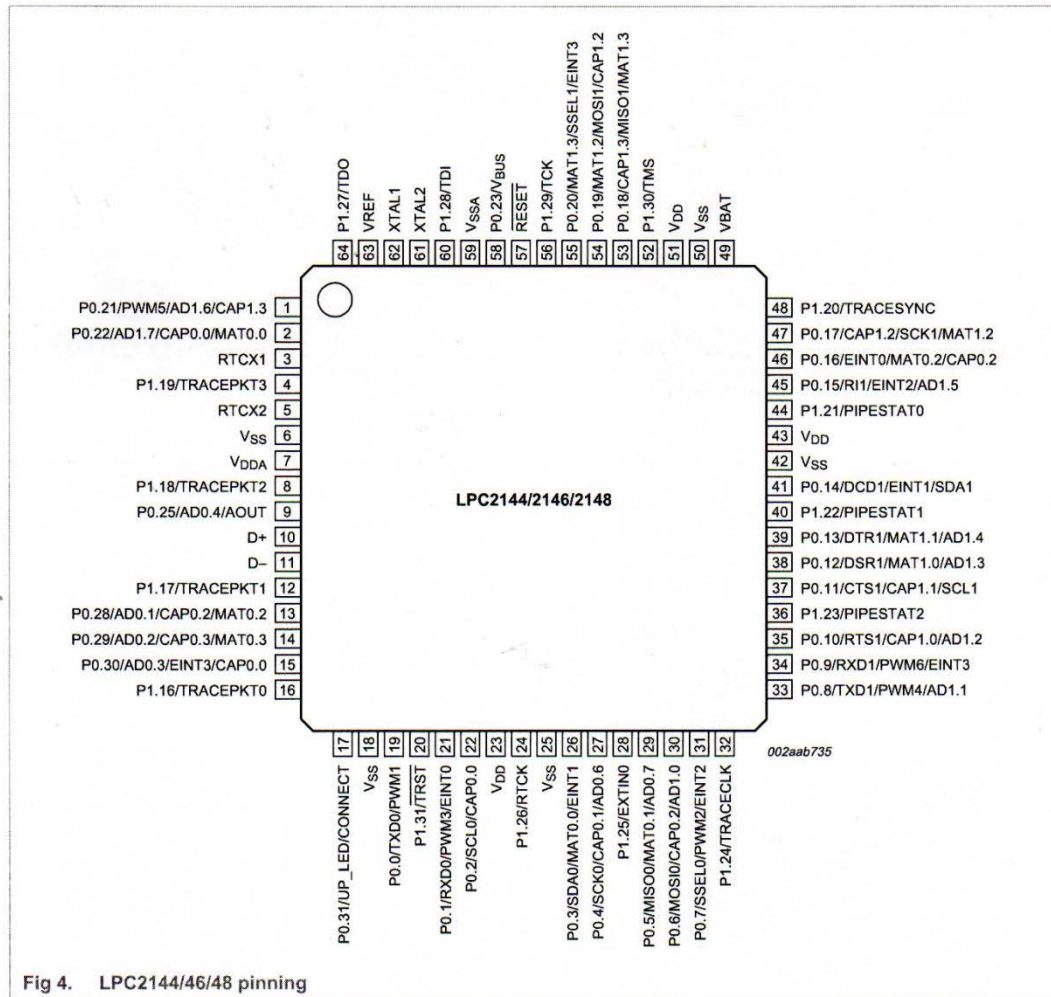 64 P1.27/TDO
63 VREF
62 XTAL1
61 XTAL2
60 P1.28/TDI
59 VSSA
58 P0.23/VBUS
57 RESET
56 P1.29/TCK
55 P0.20/MAT1.3/SSEL1/EINT3
54 P0.19/MAT1.2/MOSI1/CAP1.2
53 P0.18/CAP1.3/MISO1/MAT1.3
52 P1.30/TMS
51 VDD
50 VSS
49 VBAT
P0.21/PWM5/AD1.6/CAP1.3 1
P0.22/AD1.7/CAP0.0/MAT0.0 2
RTCX1 3
P1.19/TRACEPKT3 4
RTCX2 5
VSS 6
VDDA 7
P1.18/TRACEPKT2 8
P0.25/AD0.4/AOUT 9
D+ 10
D− 11
P1.17/TRACEPKT1 12
P0.28/AD0.1/CAP0.2/MAT0.2 13
P0.29/AD0.2/CAP0.3/MAT0.3 14
P0.30/AD0.3/EINT3/CAP0.0 15
P1.16/TRACEPKT0 16
LPC2144/2146/2148
48 P1.20/TRACESYNC
47 P0.17/CAP1.2/SCK1/MAT1.2
46 P0.16/EINT0/MAT0.2/CAP0.2
45 P0.15/RI1/EINT2/AD1.5
44 P1.21/PIPESTAT0
43 VDD
42 VSS
41 P0.14/DCD1/EINT1/SDA1
40 P1.22/PIPESTAT1
39 P0.13/DTR1/MAT1.1/AD1.4
38 P0.12/DSR1/MAT1.0/AD1.3
37 P0.11/CTS1/CAP1.1/SCL1
36 P1.23/PIPESTAT2
35 P0.10/RTS1/CAP1.0/AD1.2
34 P0.9/RXD1/PWM6/EINT3
33 P0.8/TXD1/PWM4/AD1.1
P0.31/UP_LED/CONNECT 17
VSS 18
P0.0/TXD0/PWM1 19
P1.31/TRST 20
P0.1/RXD0/PWM3/EINT0 21
P0.2/SCL0/CAP0.0 22
VDD 23
P1.26/RTCK 24
VSS 25
P0.3/SDA0/MAT0.0/EINT1 26
P0.4/SCK0/CAP0.1/AD0.6 27
P1.25/EXTIN0 28
P0.5/MISO0/MAT0.1/AD0.7 29
P0.6/MOSI0/CAP0.2/AD1.0 30
P0.7/SSEL0/PWM2/EINT2 31
P1.24/TRACECLK 32
002aab735
Fig 4. LPC2144/46/48 pinning